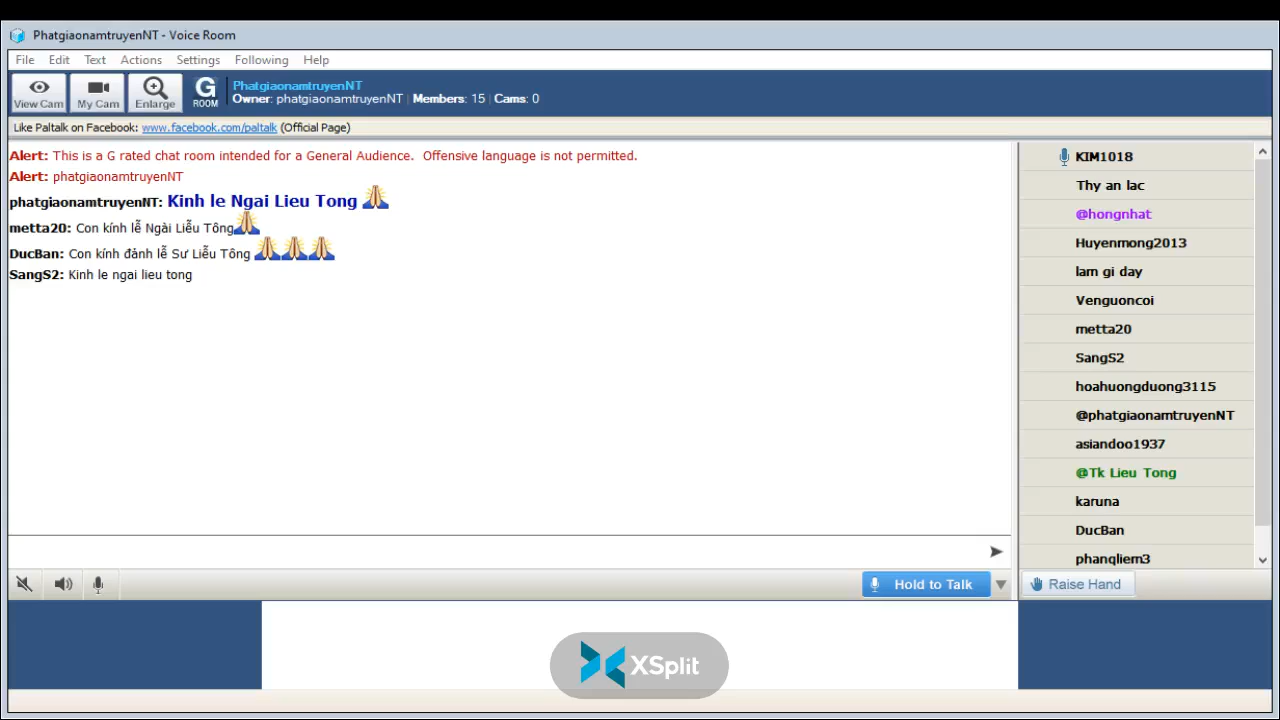 PhatgiaonamtruyenNT - Voice Room
File Edit Text Actions Settings Following Help
View Cam My Cam Enlarge G ROOM
PhatgiaonamtruyenNT
Owner: phatgiaonamtruyenNT | Members: 15 | Cams: 0
Like Paltalk on Facebook: www.facebook.com/paltalk (Official Page)
Alert: This is a G rated chat room intended for a General Audience. Offensive language is not permitted.
Alert: phatgiaonamtruyenNT
phatgiaonamtruyenNT: Kinh le Ngai Lieu Tong
metta20: Con kính lễ Ngài Liễu Tông
DucBan: Con kính đảnh lễ Sư Liễu Tông
SangS2: Kinh le ngai lieu tong
KIM1018
Thy an lac
@hongnhat
Huyenmong2013
lam gi day
Venguoncoi
metta20
SangS2
hoahuongduong3115
@phatgiaonamtruyenNT
asiandoo1937
@Tk Lieu Tong
karuna
DucBan
phanqliem3
Hold to Talk
Raise Hand
XSplit